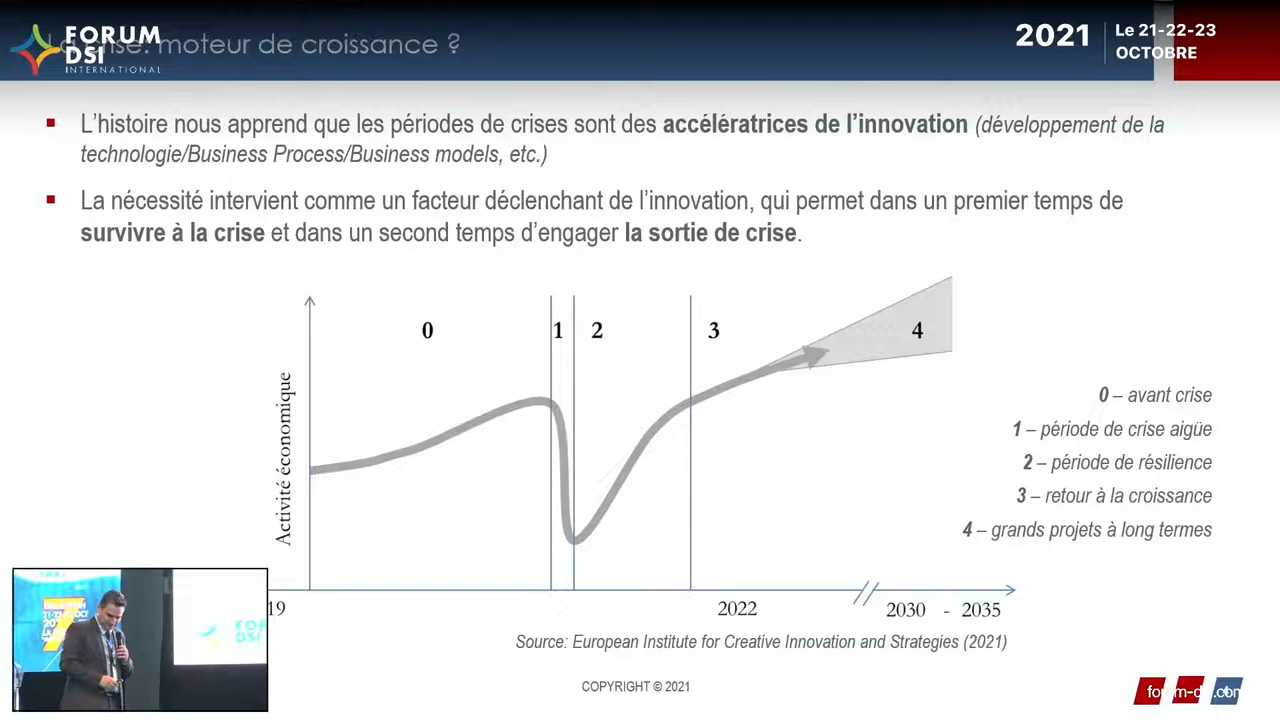 FORUM
DSI
INTERNATIONAL
crise: moteur de croissance ?
2021
Le 21-22-23
OCTOBRE
L'histoire nous apprend que les périodes de crises sont des accélératrices de l'innovation (développement de la
technologie/Business Process/Business models, etc.)
La nécessité intervient comme un facteur déclenchant de l'innovation, qui permet dans un premier temps de
survivre à la crise et dans un second temps d'engager la sortie de crise.
0 1 2 3 4
Activité économique
0 – avant crise
1 – période de crise aigüe
2 – période de résilience
3 – retour à la croissance
4 – grands projets à long termes
19 2022 2030 - 2035
Source: European Institute for Creative Innovation and Strategies (2021)
COPYRIGHT © 2021
FOR
DSI